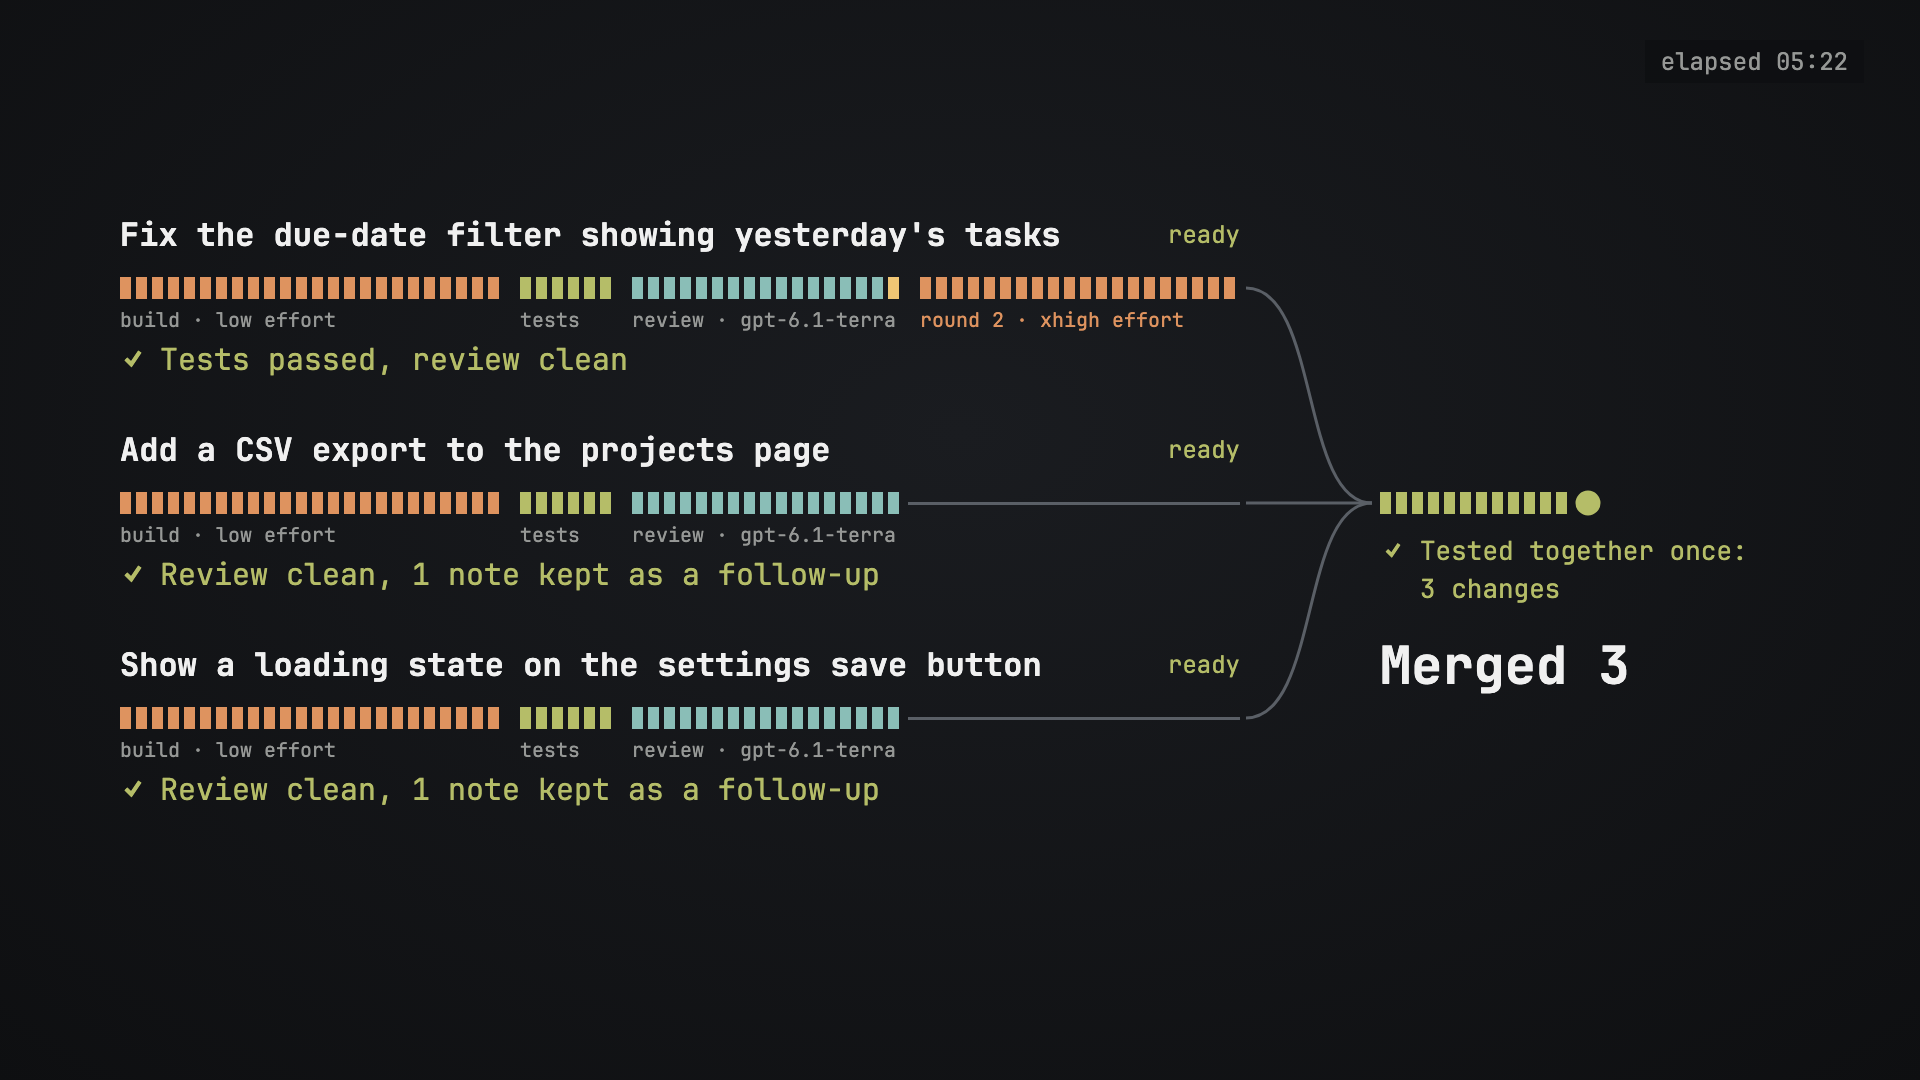 elapsed 05:22
Fix the due-date filter showing yesterday's tasks
ready
build · low effort
tests
review · gpt-6.1-terra
round 2 · xhigh effort
✓ Tests passed, review clean
Add a CSV export to the projects page
ready
build · low effort
tests
review · gpt-6.1-terra
✓ Review clean, 1 note kept as a follow-up
Show a loading state on the settings save button
ready
build · low effort
tests
review · gpt-6.1-terra
✓ Review clean, 1 note kept as a follow-up
✓ Tested together once:
3 changes
Merged 3